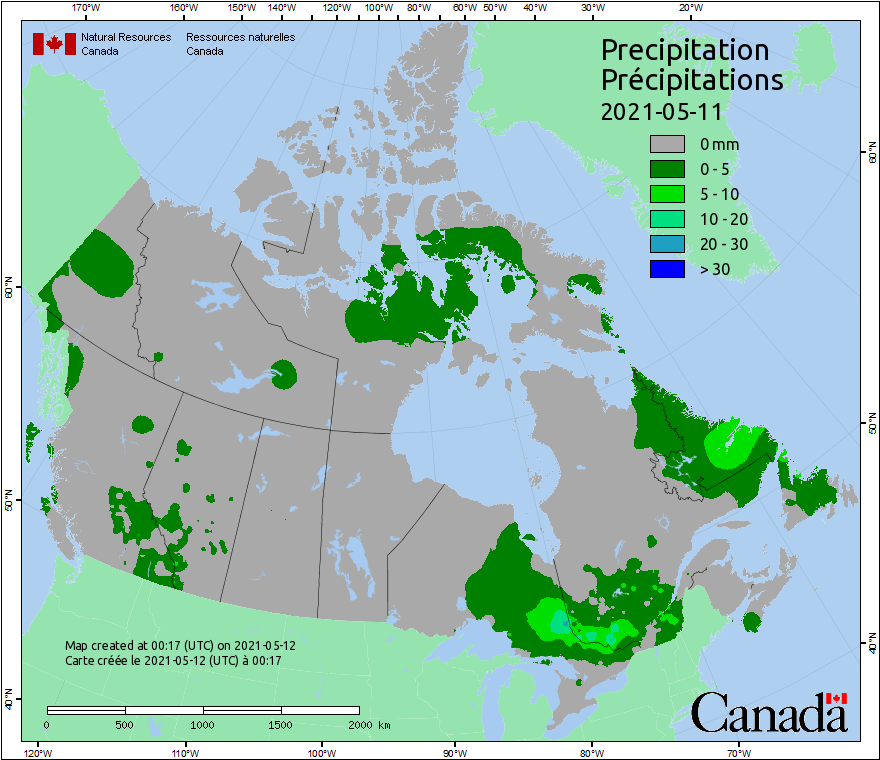 170°W 160°W 150°W 140°W 130°W 120°W 110°W 100°W 90°W 80°W 60°W 50°W 40°W 30°W 20°W
Natural Resources Canada
Ressources naturelles Canada
Precipitation
Précipitations
2021-05-11
0 mm
0 - 5
5 - 10
10 - 20
20 - 30
> 30
60°N
60°N
50°N
50°N
40°N
40°N
Map created at 00:17 (UTC) on 2021-05-12
Carte créée le 2021-05-12 (UTC) à 00:17
0 500 1000 1500 2000 km
Canada
120°W 110°W 100°W 90°W 80°W 70°W